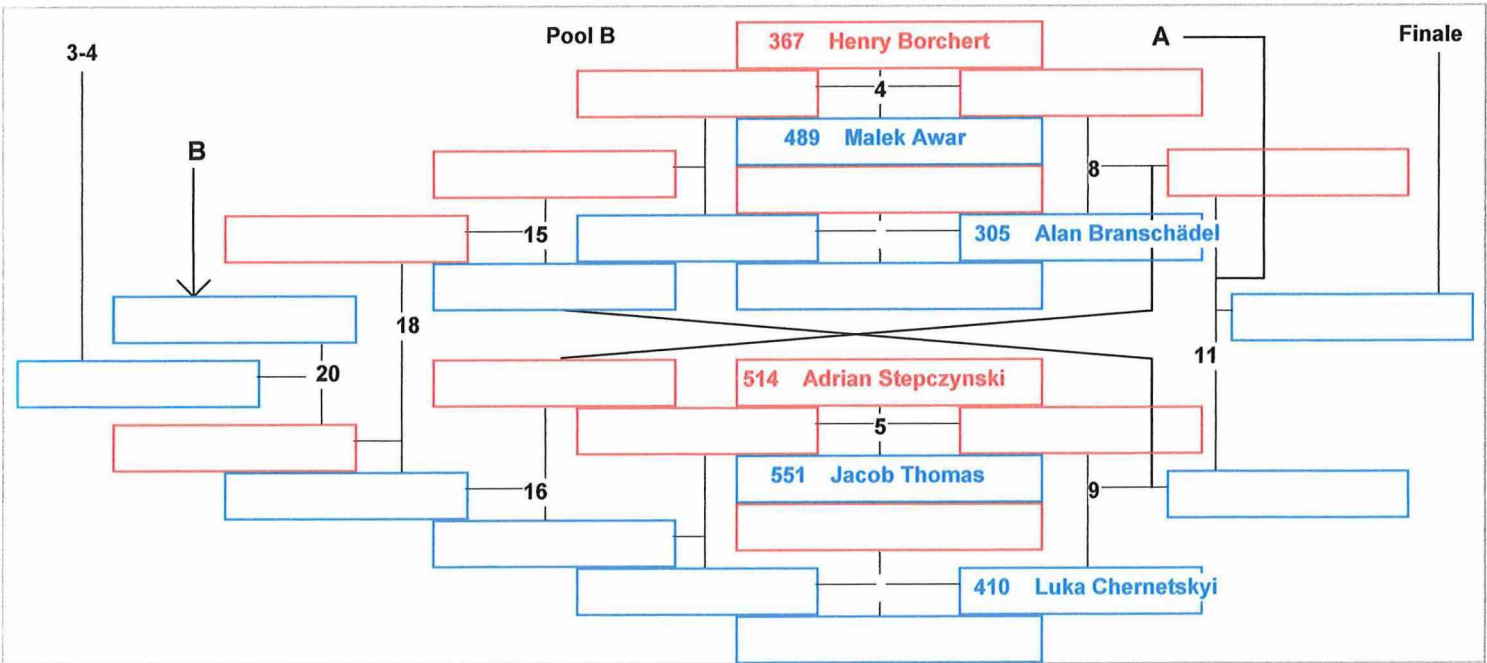 3-4
Pool B
367 Henry Borchert
A
Finale
4
489 Malek Awar
B
8
15
305 Alan Branschädel
18
11
20
514 Adrian Stepczynski
5
551 Jacob Thomas
16
9
410 Luka Chernetskyi